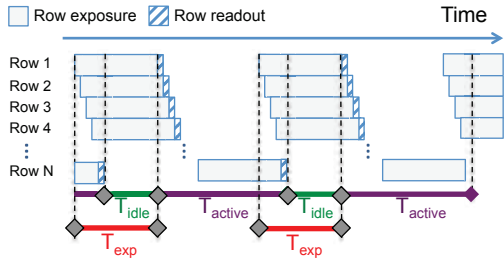 Row exposure Row readout Time
Row 1
Row 2
Row 3
Row 4
Row N
T_idle T_active T_idle T_active
T_exp T_exp